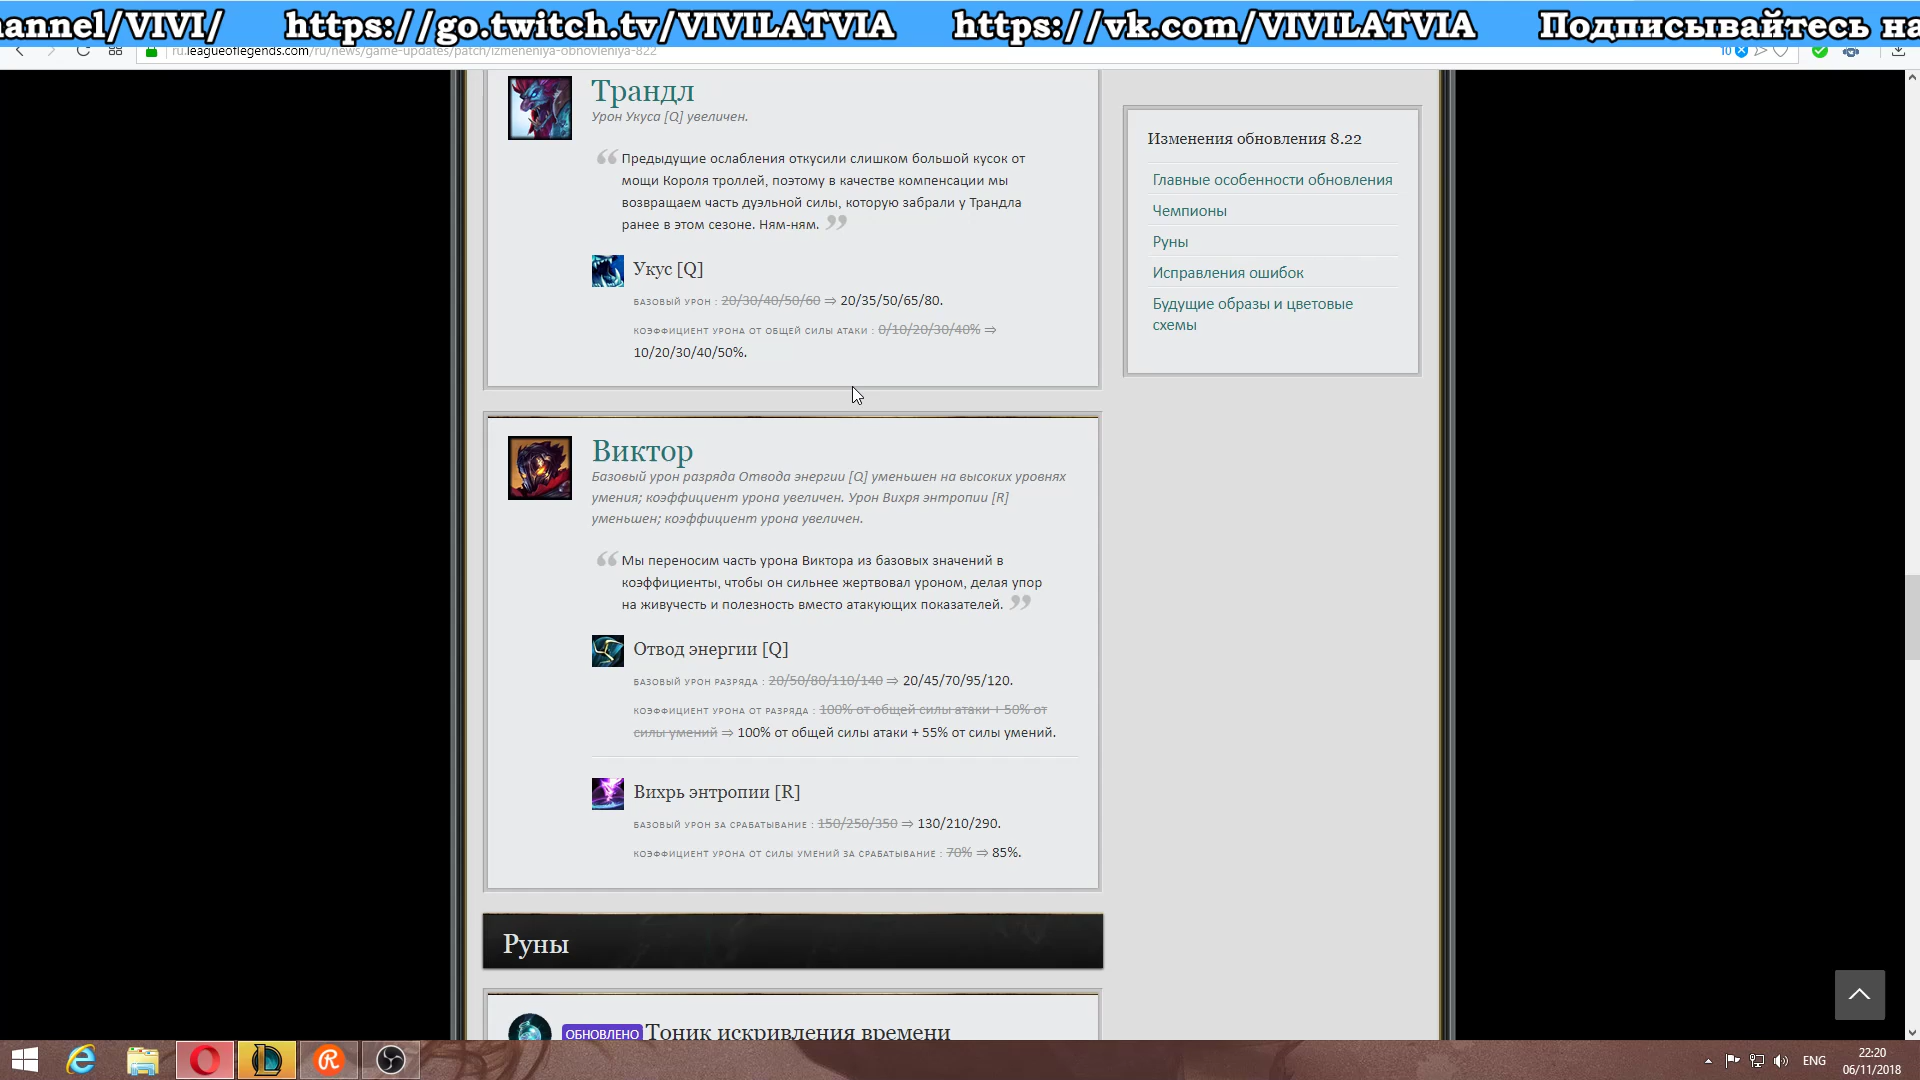 annel/VIVI/ https://go.twitch.tv/VIVILATVIA https://vk.com/VIVILATVIA Подписывайтесь на
ru.leagueoflegends.com/ru/news/game-updates/patch/izmeneniya-obnovleniya-822
10
Трандл
Урон Укуса [Q] увеличен.
Предыдущие ослабления откусили слишком большой кусок от
мощи Короля троллей, поэтому в качестве компенсации мы
возвращаем часть дуэльной силы, которую забрали у Трандла
ранее в этом сезоне. Ням-ням.
Укус [Q]
БАЗОВЫЙ УРОН : 20/30/40/50/60 ⇒ 20/35/50/65/80.
КОЭФФИЦИЕНТ УРОНА ОТ ОБЩЕЙ СИЛЫ АТАКИ : 0/10/20/30/40% ⇒
10/20/30/40/50%.
Виктор
Базовый урон разряда Отвода энергии [Q] уменьшен на высоких уровнях
умения; коэффициент урона увеличен. Урон Вихря энтропии [R]
уменьшен; коэффициент урона увеличен.
Мы переносим часть урона Виктора из базовых значений в
коэффициенты, чтобы он сильнее жертвовал уроном, делая упор
на живучесть и полезность вместо атакующих показателей.
Отвод энергии [Q]
БАЗОВЫЙ УРОН РАЗРЯДА : 20/50/80/110/140 ⇒ 20/45/70/95/120.
КОЭФФИЦИЕНТ УРОНА ОТ РАЗРЯДА : 100% от общей силы атаки + 50% от
силы умений ⇒ 100% от общей силы атаки + 55% от силы умений.
Вихрь энтропии [R]
БАЗОВЫЙ УРОН ЗА СРАБАТЫВАНИЕ : 150/250/350 ⇒ 130/210/290.
КОЭФФИЦИЕНТ УРОНА ОТ СИЛЫ УМЕНИЙ ЗА СРАБАТЫВАНИЕ : 70% ⇒ 85%.
Руны
ОБНОВЛЕНО Тоник искривления времени
Изменения обновления 8.22
Главные особенности обновления
Чемпионы
Руны
Исправления ошибок
Будущие образы и цветовые
схемы
ENG
22:20
06/11/2018